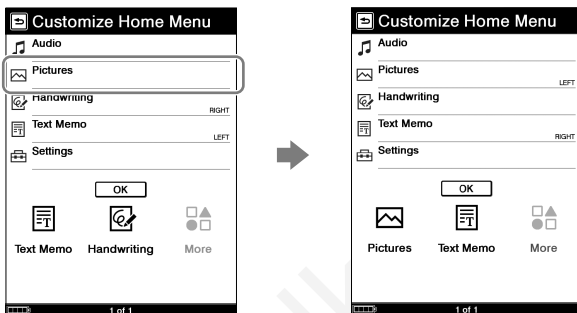 Customize Home Menu
Audio
Pictures
Handwriting
RIGHT
Text Memo
LEFT
Settings
OK
Text Memo Handwriting More
1 of 1
Customize Home Menu
Audio
Pictures
LEFT
Handwriting
Text Memo
RIGHT
Settings
OK
Pictures Text Memo More
1 of 1